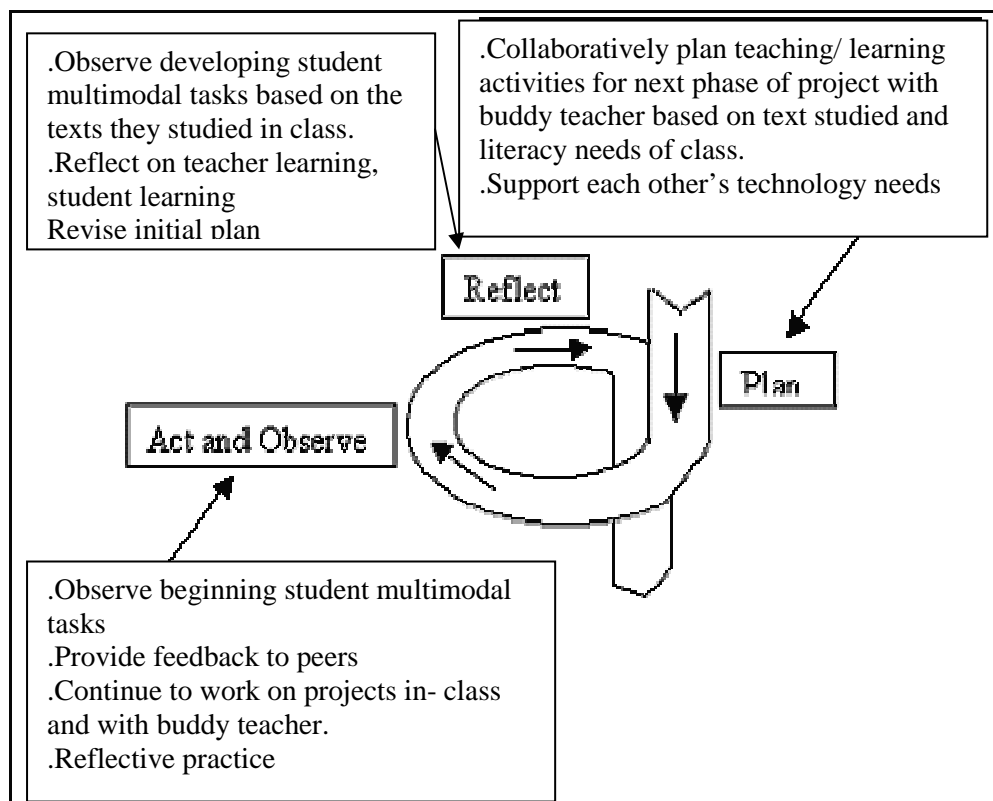 .Observe developing student
multimodal tasks based on the
texts they studied in class.
.Reflect on teacher learning,
student learning
Revise initial plan
.Collaboratively plan teaching/ learning
activities for next phase of project with
buddy teacher based on text studied and
literacy needs of class.
.Support each other’s technology needs
Reflect
Plan
Act and Observe
.Observe beginning student multimodal
tasks
.Provide feedback to peers
.Continue to work on projects in- class
and with buddy teacher.
.Reflective practice